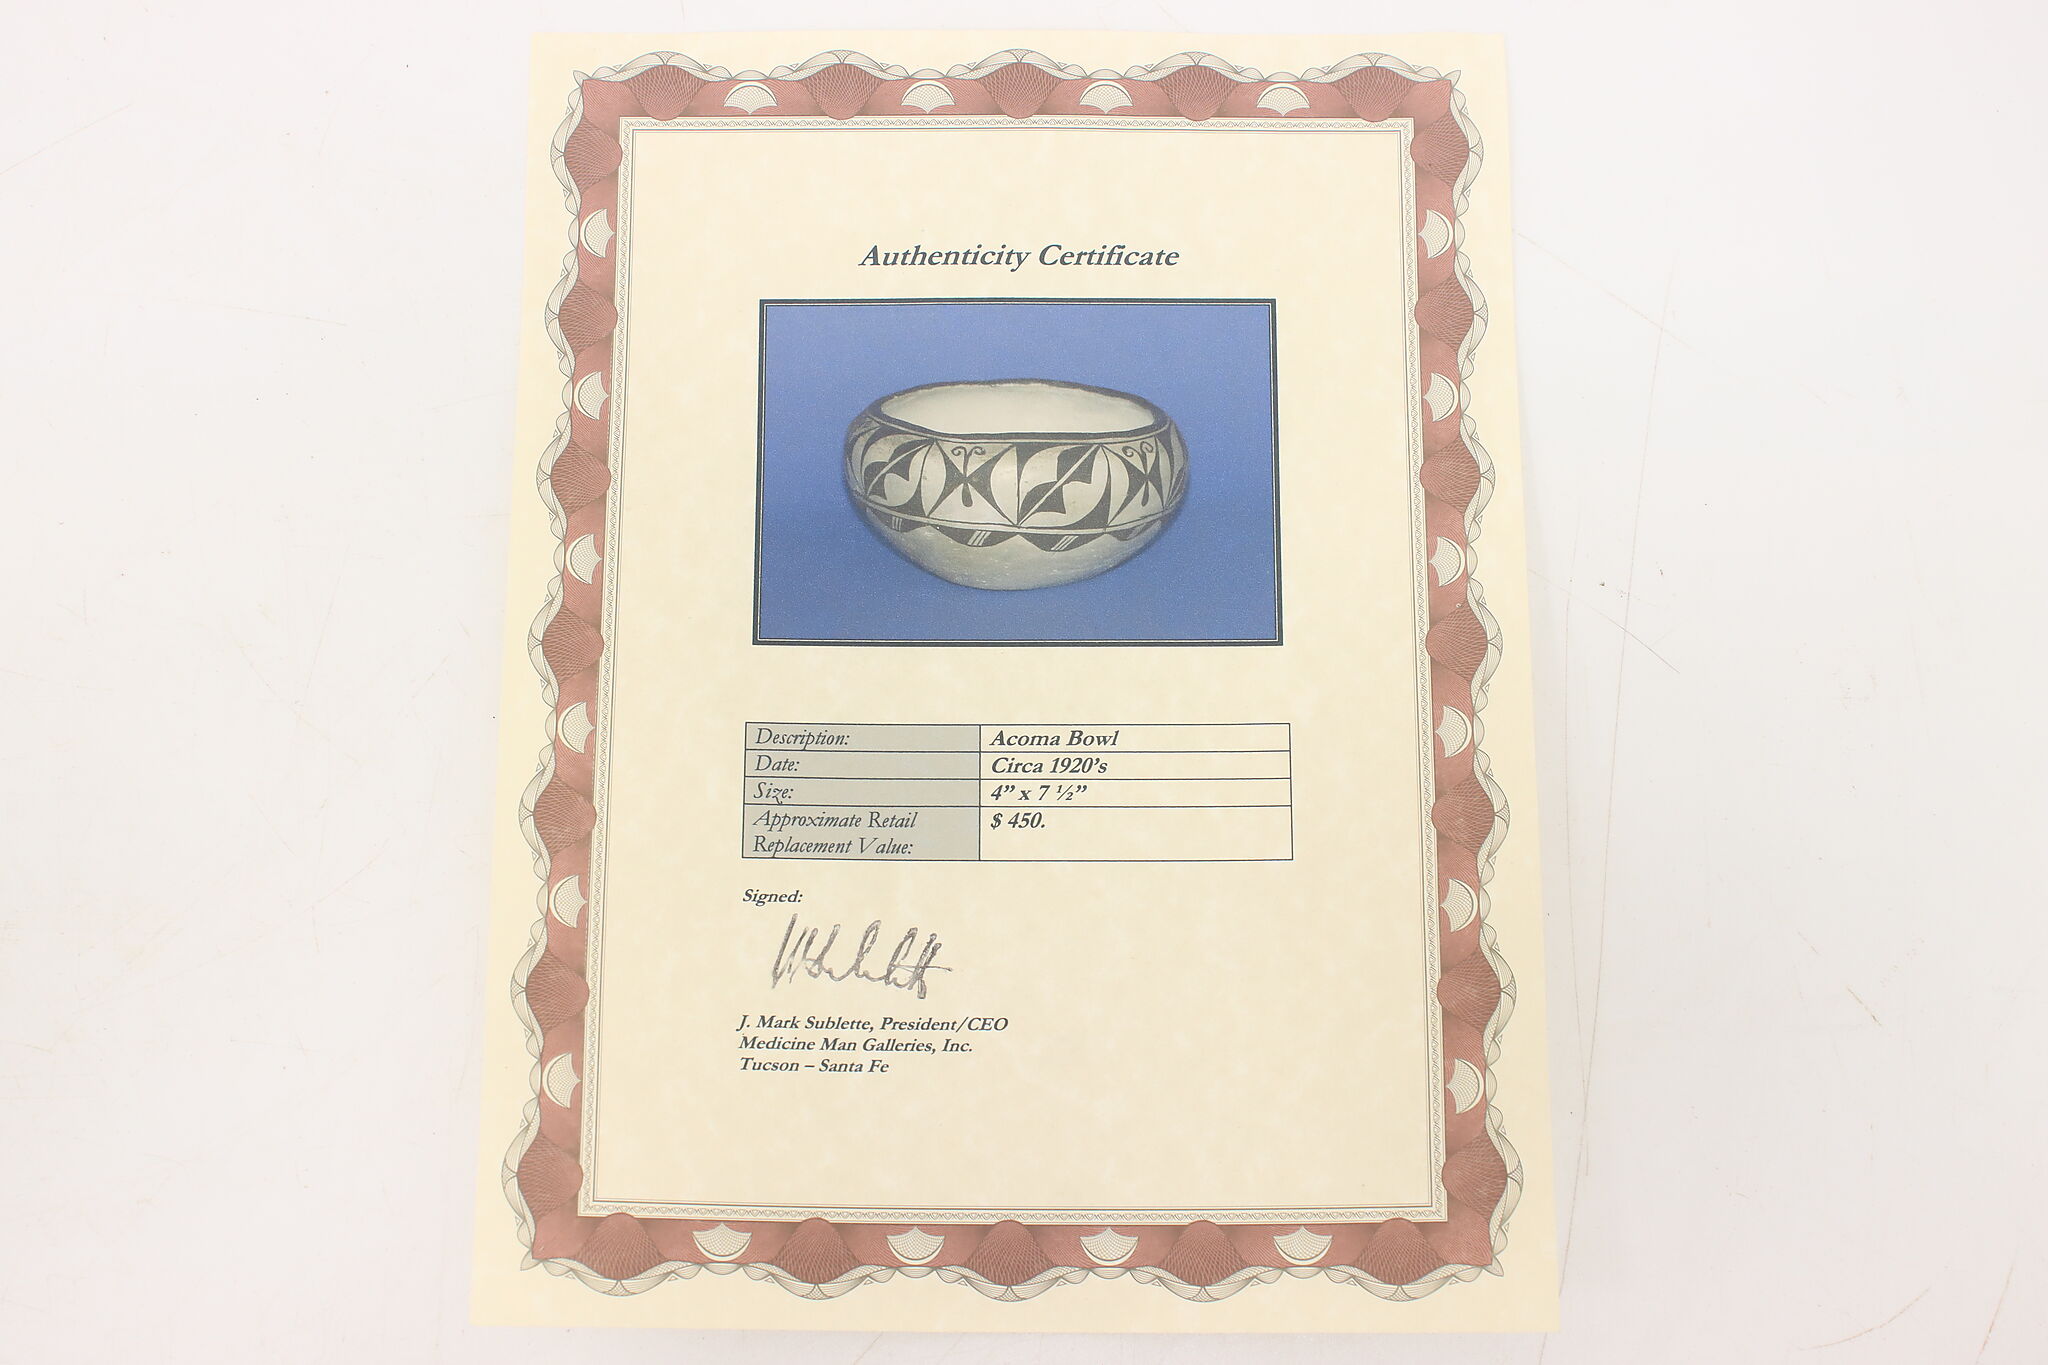 Authenticity Certificate
Description: Acoma Bowl
Date: Circa 1920's
Size: 4" x 7 ½"
Approximate Retail $ 450.
Replacement Value:
Signed:
J. Mark Sublette, President/CEO
Medicine Man Galleries, Inc.
Tucson – Santa Fe